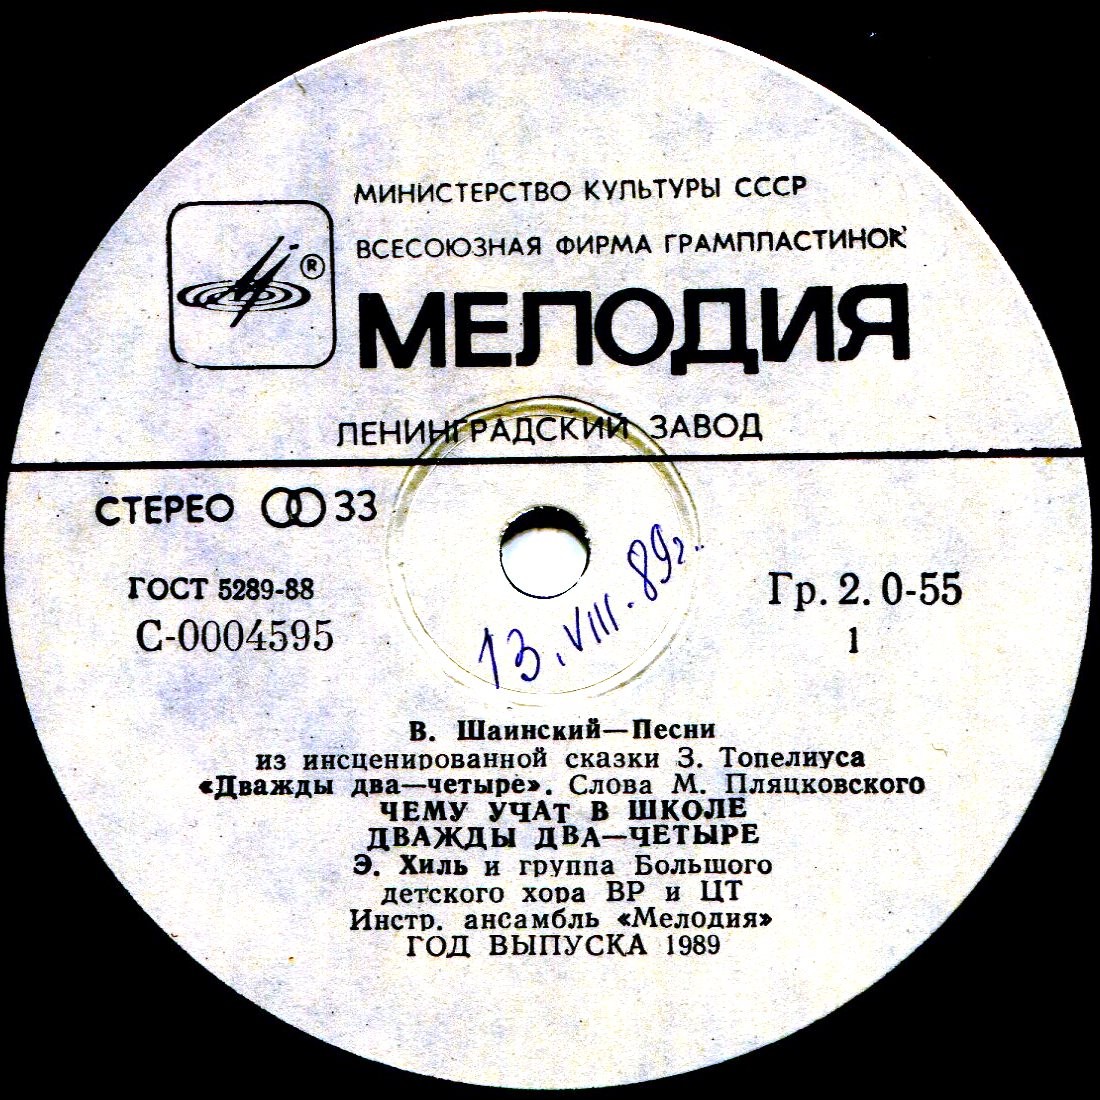 МИНИСТЕРСТВО КУЛЬТУРЫ СССР
ВСЕСОЮЗНАЯ ФИРМА ГРАМПЛАСТИНОК
®
МЕЛОДИЯ
ЛЕНИНГРАДСКИЙ ЗАВОД
СТЕРЕО 33
ГОСТ 5289-88
С-0004595
Гр. 2. 0-55
1
13. VIII. 89г..
В. Шаинский—Песни
из инсценированной сказки З. Топелиуса
«Дважды два—четыре». Слова М. Пляцковского
ЧЕМУ УЧАТ В ШКОЛЕ
ДВАЖДЫ ДВА—ЧЕТЫРЕ
Э. Хиль и группа Большого
детского хора ВР и ЦТ
Инстр. ансамбль «Мелодия»
ГОД ВЫПУСКА 1989